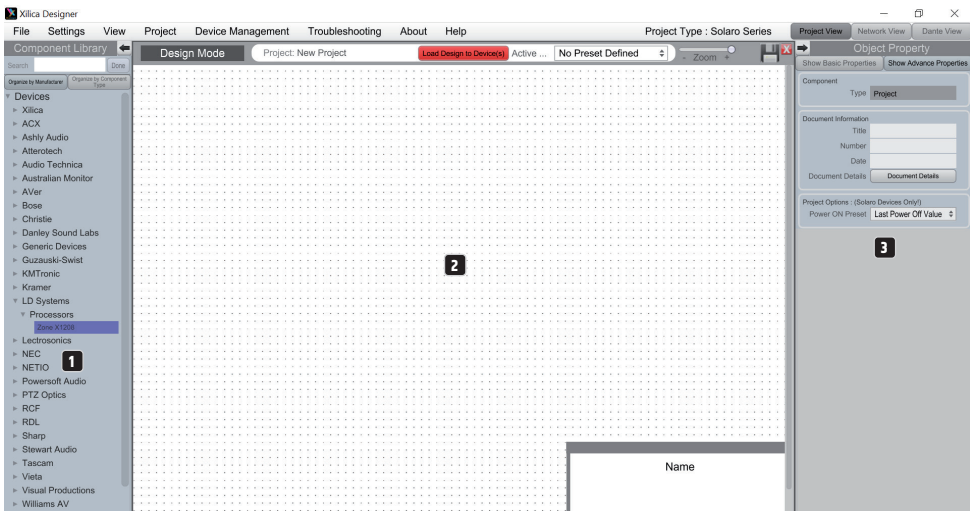 Xilica Designer
File Settings View Project Device Management Troubleshooting About Help Project Type : Solaro Series Project View Network View Dante View
Component Library
Search Done
Organize by Manufacturer Organize by Component Type
Devices
Xilica
ACX
Ashly Audio
Atterotech
Audio Technica
Australian Monitor
AVer
Bose
Christie
Danley Sound Labs
Generic Devices
Guzauski-Swist
KMTronic
Kramer
LD Systems
Processors
Zone X1208
Lectrosonics
NEC
NETIO
Powersoft Audio
PTZ Optics
RCF
RDL
Sharp
Stewart Audio
Tascam
Vieta
Visual Productions
Williams AV
1
Design Mode Project: New Project Load Design to Device(s) Active ... No Preset Defined - Zoom + X
2
Name
Object Property
Show Basic Properties Show Advance Properties
Component
Type Project
Document Information
Title
Number
Date
Document Details Document Details
Project Options : (Solaro Devices Only!)
Power ON Preset Last Power Off Value
3